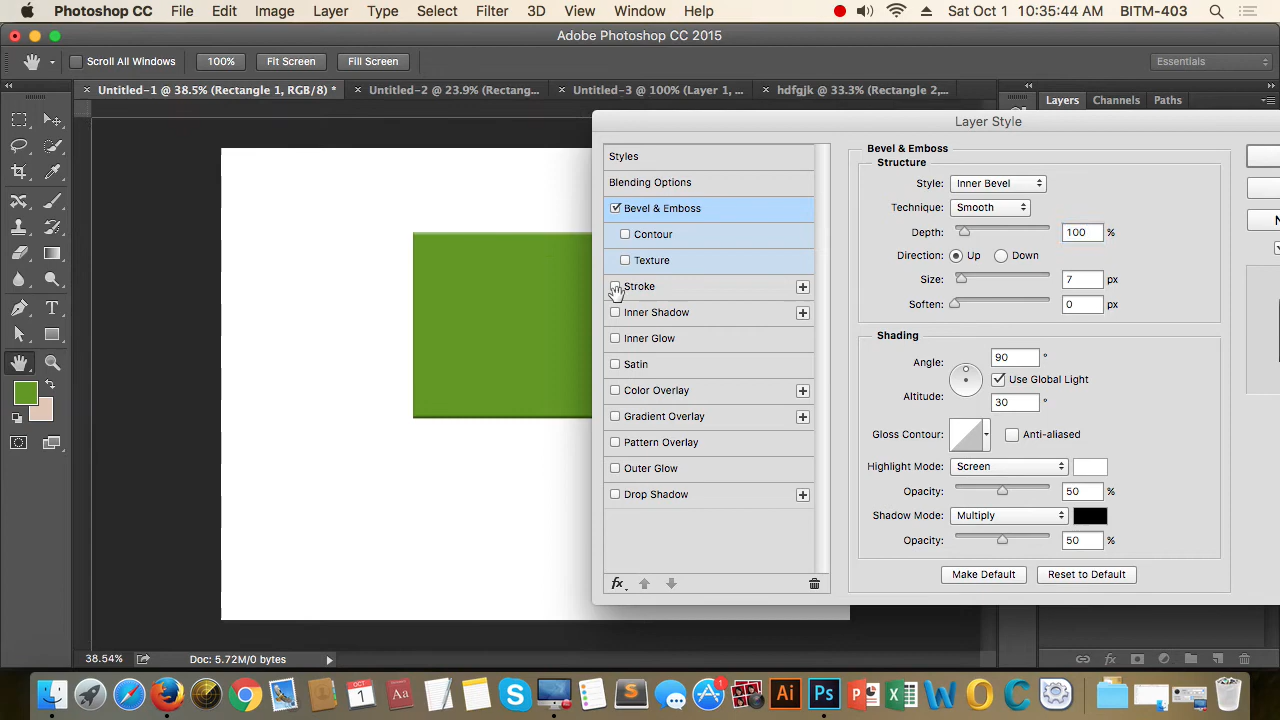 Photoshop CC File Edit Image Layer Type Select Filter 3D View Window Help Sat Oct 1 10:35:44 AM BITM-403
Adobe Photoshop CC 2015
Scroll All Windows 100% Fit Screen Fill Screen Essentials
Untitled-1 @ 38.5% (Rectangle 1, RGB/8) * Untitled-2 @ 23.9% (Rectang... Untitled-3 @ 100% (Layer 1, ... hdfgjk @ 33.3% (Rectangle 2,... Layers Channels Paths
Layer Style
Styles
Blending Options
Bevel & Emboss
Contour
Texture
Stroke
Inner Shadow
Inner Glow
Satin
Color Overlay
Gradient Overlay
Pattern Overlay
Outer Glow
Drop Shadow
fx
Bevel & Emboss
Structure
Style: Inner Bevel
Technique: Smooth
Depth: 100 %
Direction: Up Down
Size: 7 px
Soften: 0 px
Shading
Angle: 90 °
Use Global Light
Altitude: 30 °
Gloss Contour: Anti-aliased
Highlight Mode: Screen
Opacity: 50 %
Shadow Mode: Multiply
Opacity: 50 %
Make Default Reset to Default
N
38.54% Doc: 5.72M/0 bytes
fx
1 Aa S S 1 Ai Ps P X W O C